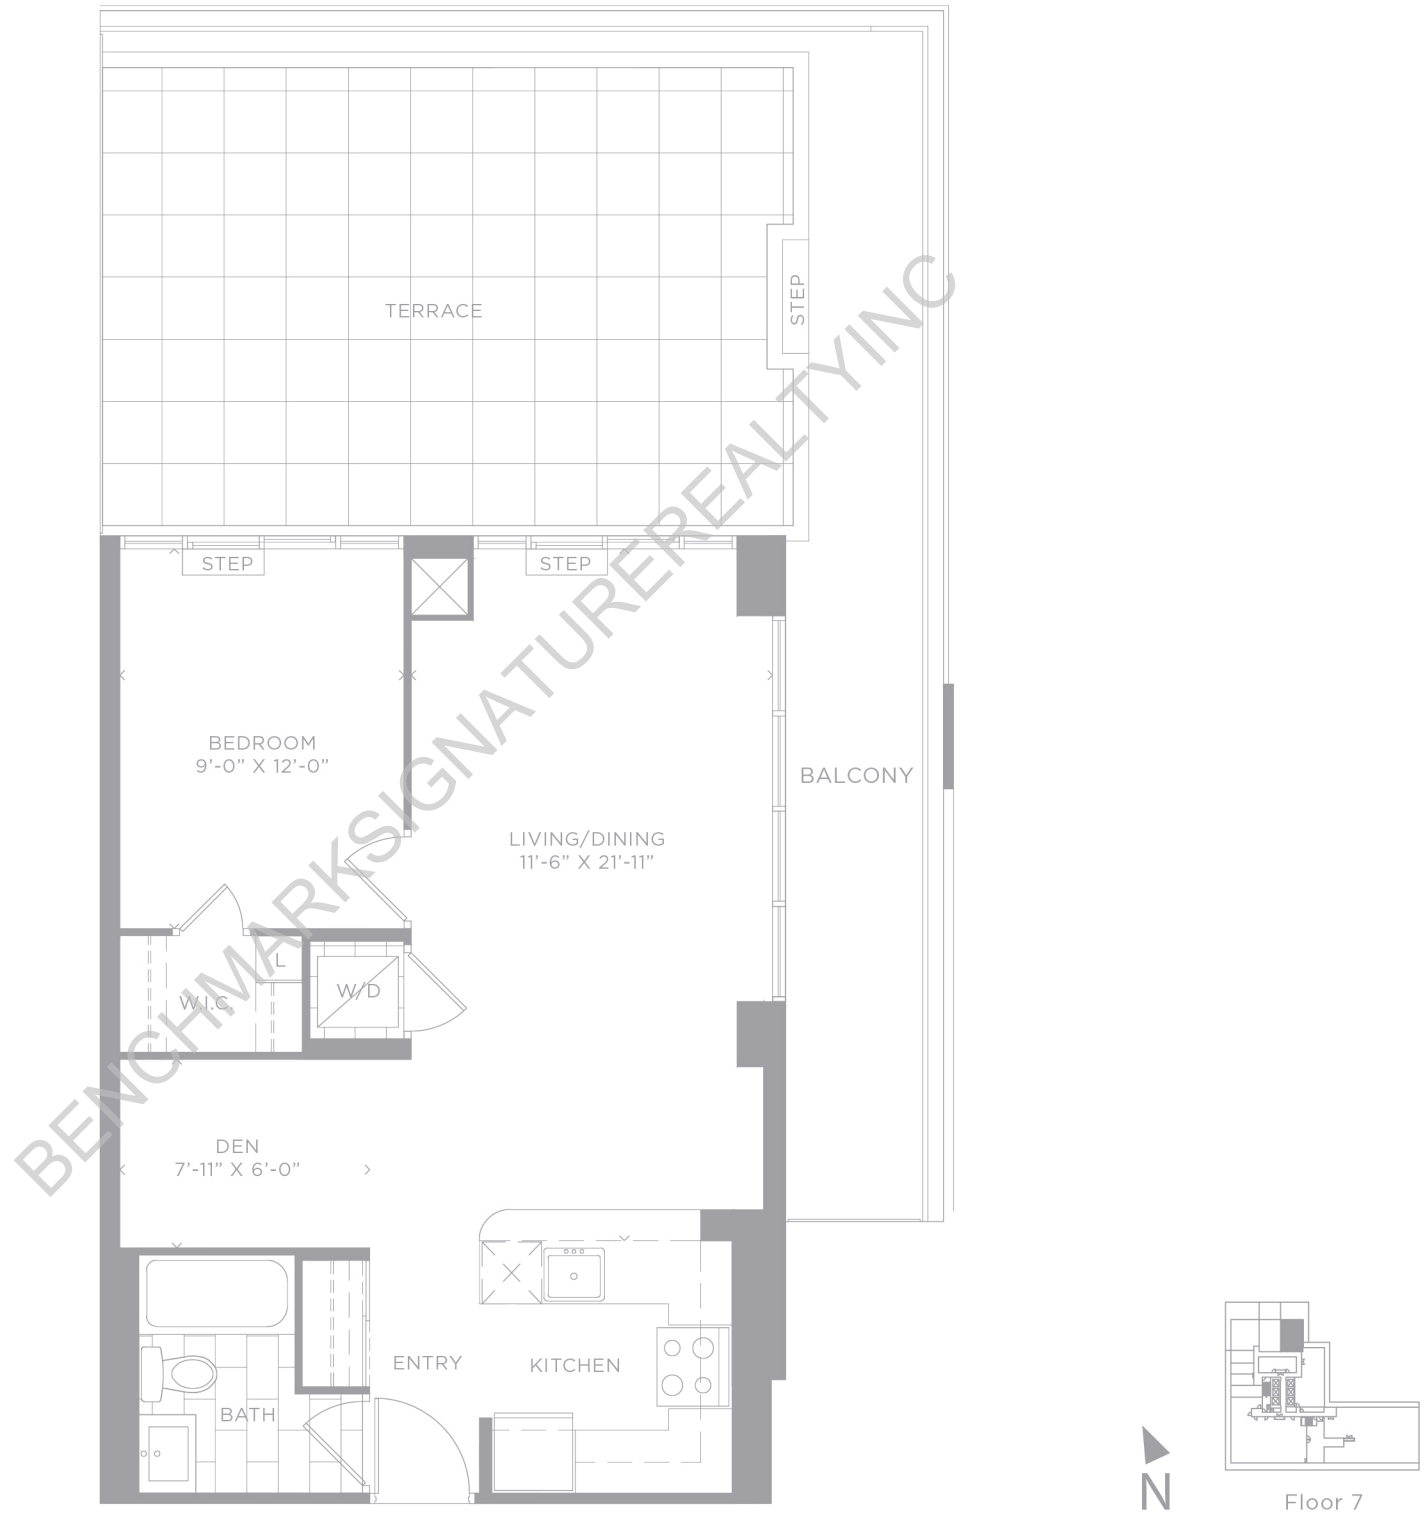 TERRACE
STEP
STEP
STEP
BEDROOM
9'-0” X 12'-0”
BALCONY
LIVING/DINING
11'-6” X 21'-11”
L
W/D
W.I.C.
DEN
7'-11” X 6'-0”
ENTRY
KITCHEN
BATH
N
Floor 7
BENCHMARKSIGNATUREREALTYINC